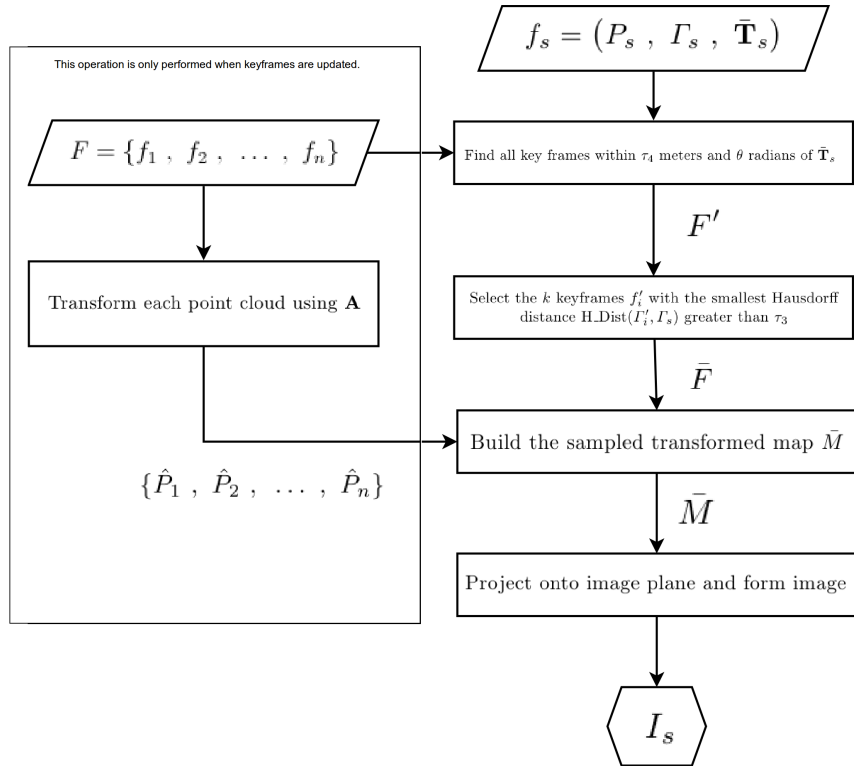 f_s = (P_s , Γ_s , T̄_s)
This operation is only performed when keyframes are updated.
F = {f_1 , f_2 , … , f_n}
Find all key frames within τ_4 meters and θ radians of T̄_s
F′
Transform each point cloud using A
Select the k keyframes f′_i with the smallest Hausdorff
distance H_Dist(Γ′_i, Γ_s) greater than τ_3
F̄
Build the sampled transformed map M̄
{P̂_1 , P̂_2 , … , P̂_n}
M̄
Project onto image plane and form image
I_s